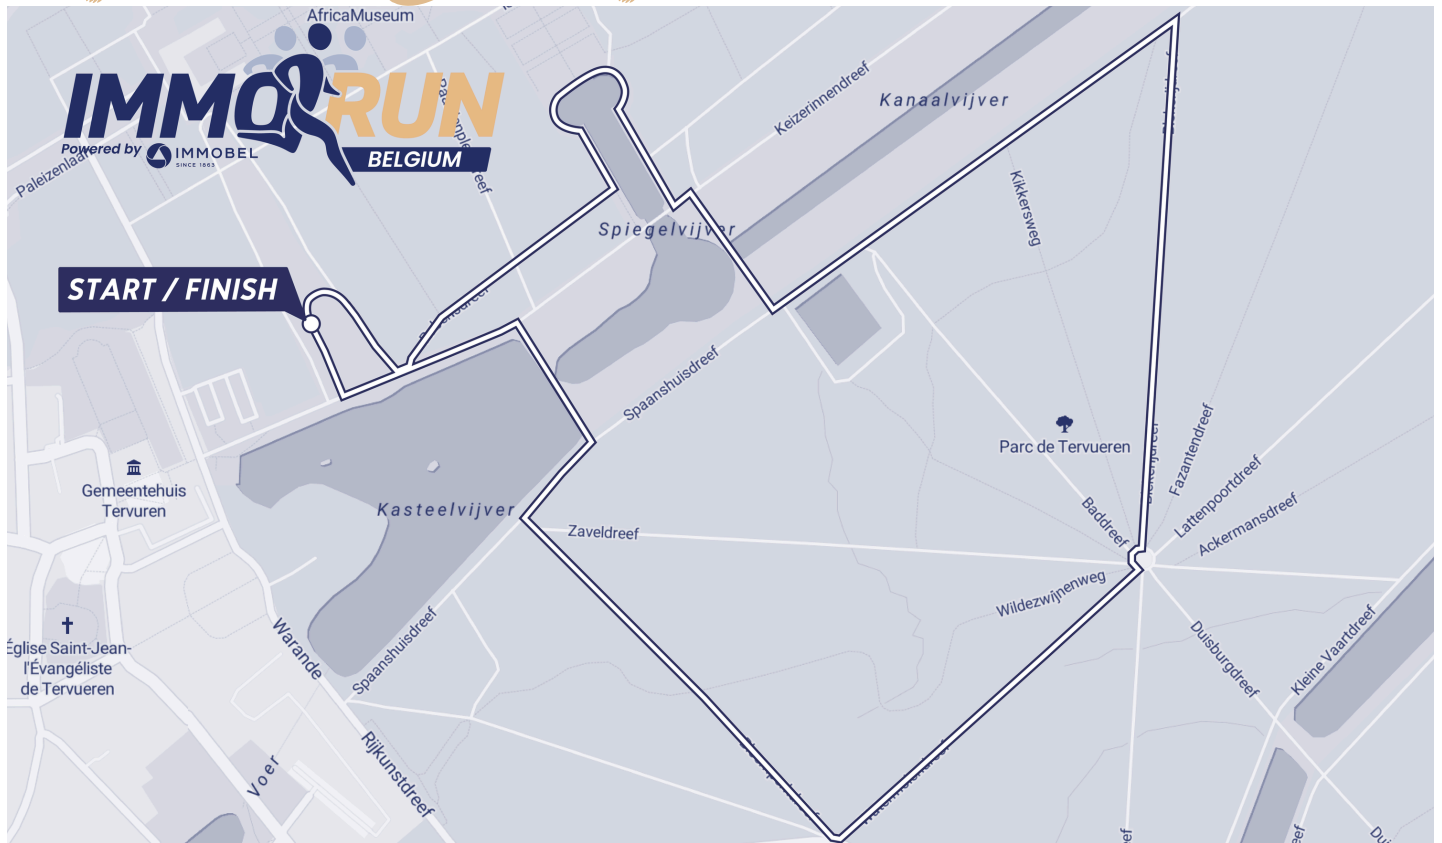 AfricaMuseum
IMMORUN
Powered by IMMOBEL
SINCE 1863
BELGIUM
Paleizenlaan
Keizerinnendreef
Kanaalvijver
Kikkersweg
Spiegelvijver
START / FINISH
Spaanshuisdreef
Parc de Tervueren
Fazantendreef
Lattenpoortdreef
Ackermansdreef
Baddreef
Gemeentehuis
Tervuren
Kasteelvijver
Zaveldreef
Wildezwijnenweg
Église Saint-Jean-
l'Évangéliste
de Tervueren
Warande
Spaanshuisdreef
Duisburgdreef
Kleine Vaartdreef
Rijkunstdreef
Voer